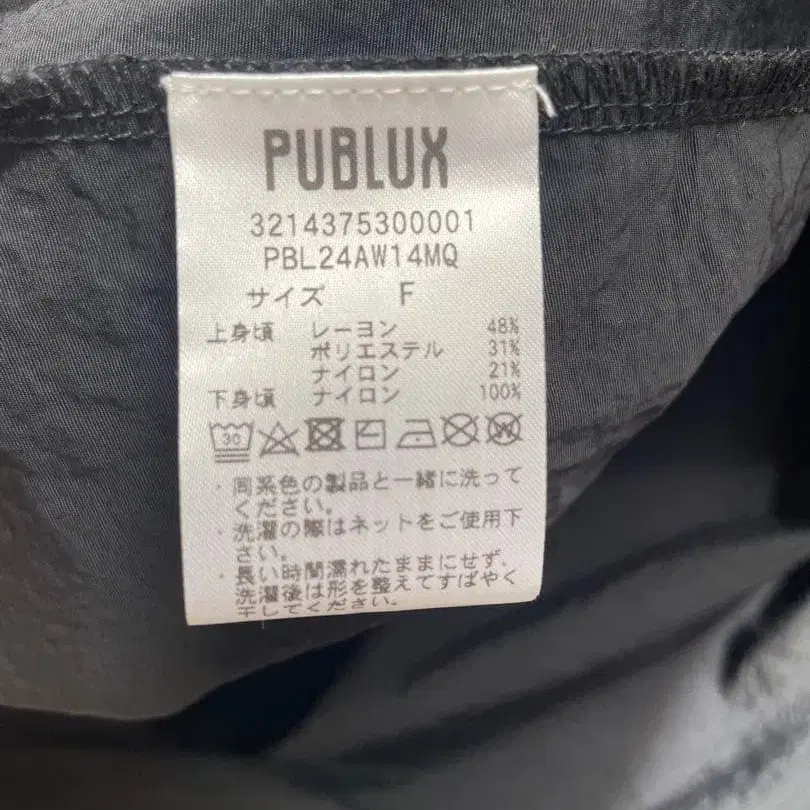 PUBLUX
3214375300001
PBL24AW14MQ
サイズ F
上身頃 レーヨン 48%
ポリエステル 31%
ナイロン 21%
下身頃 ナイロン 100%
30 W
・同系色の製品と一緒に洗って
ください。
・洗濯の際はネットをご使用下
さい。
・長い時間濡れたままにせず、
洗濯後は形を整えてすばやく
干してください。